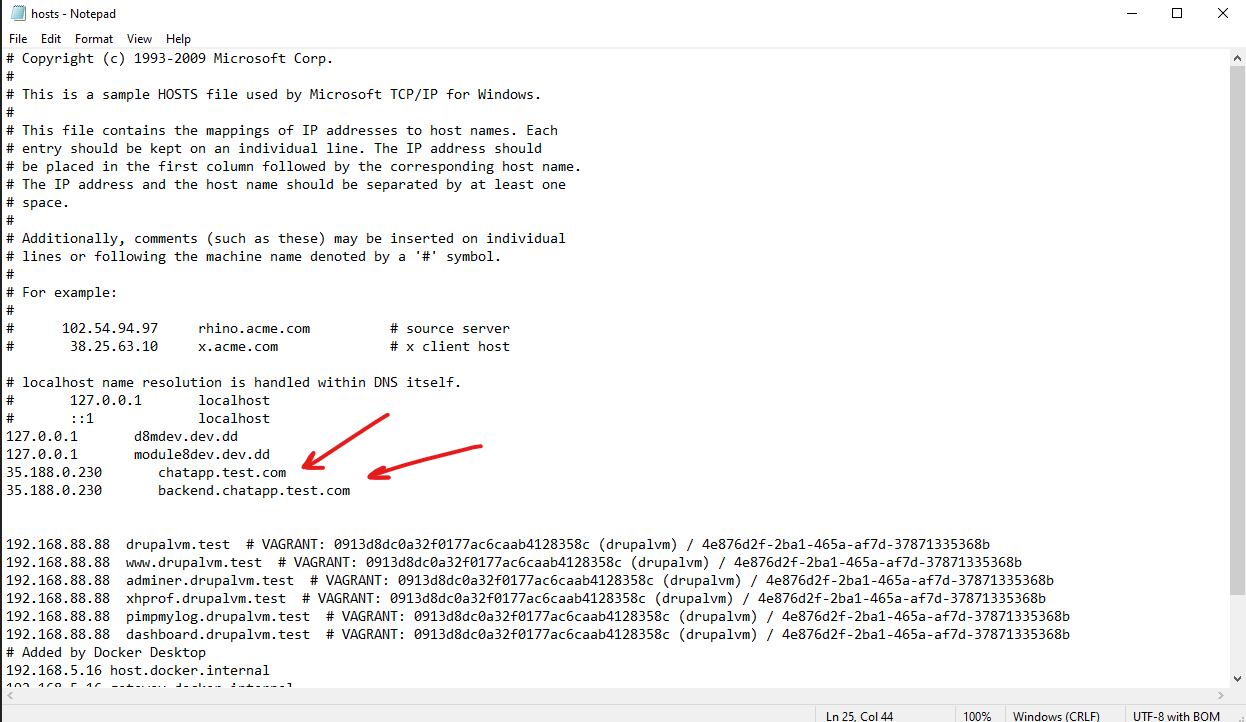 hosts - Notepad
File Edit Format View Help
# Copyright (c) 1993-2009 Microsoft Corp.
#
# This is a sample HOSTS file used by Microsoft TCP/IP for Windows.
#
# This file contains the mappings of IP addresses to host names. Each
# entry should be kept on an individual line. The IP address should
# be placed in the first column followed by the corresponding host name.
# The IP address and the host name should be separated by at least one
# space.
#
# Additionally, comments (such as these) may be inserted on individual
# lines or following the machine name denoted by a '#' symbol.
#
# For example:
#
#      102.54.94.97     rhino.acme.com          # source server
#       38.25.63.10     x.acme.com              # x client host

# localhost name resolution is handled within DNS itself.
#       127.0.0.1       localhost
#       ::1             localhost
127.0.0.1       d8mdev.dev.dd
127.0.0.1       module8dev.dev.dd
35.188.0.230       chatapp.test.com
35.188.0.230       backend.chatapp.test.com

192.168.88.88  drupalvm.test  # VAGRANT: 0913d8dc0a32f0177ac6caab4128358c (drupalvm) / 4e876d2f-2ba1-465a-af7d-37871335368b
192.168.88.88  www.drupalvm.test  # VAGRANT: 0913d8dc0a32f0177ac6caab4128358c (drupalvm) / 4e876d2f-2ba1-465a-af7d-37871335368b
192.168.88.88  adminer.drupalvm.test  # VAGRANT: 0913d8dc0a32f0177ac6caab4128358c (drupalvm) / 4e876d2f-2ba1-465a-af7d-37871335368b
192.168.88.88  xhprof.drupalvm.test  # VAGRANT: 0913d8dc0a32f0177ac6caab4128358c (drupalvm) / 4e876d2f-2ba1-465a-af7d-37871335368b
192.168.88.88  pimpmylog.drupalvm.test  # VAGRANT: 0913d8dc0a32f0177ac6caab4128358c (drupalvm) / 4e876d2f-2ba1-465a-af7d-37871335368b
192.168.88.88  dashboard.drupalvm.test  # VAGRANT: 0913d8dc0a32f0177ac6caab4128358c (drupalvm) / 4e876d2f-2ba1-465a-af7d-37871335368b
# Added by Docker Desktop
192.168.5.16 host.docker.internal
192.168.5.16 gateway.docker.internal
Ln 25, Col 44 100% Windows (CRLF) UTF-8 with BOM